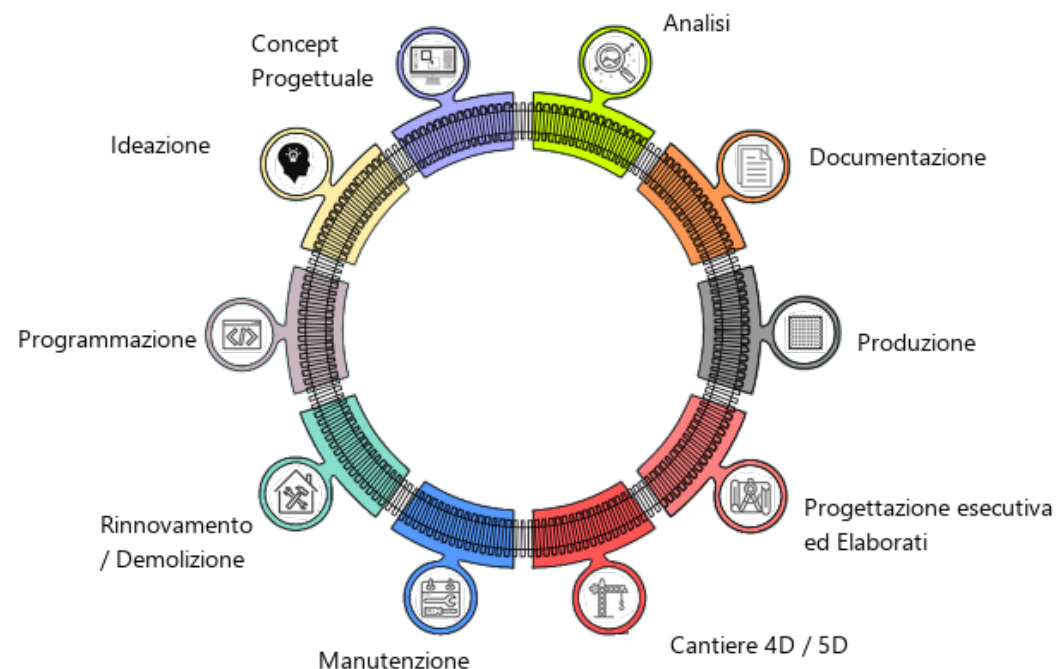 Analisi
Concept
Progettuale
Ideazione
Documentazione
Programmazione
Produzione
Rinnovamento
/ Demolizione
Progettazione esecutiva
ed Elaborati
Cantiere 4D / 5D
Manutenzione